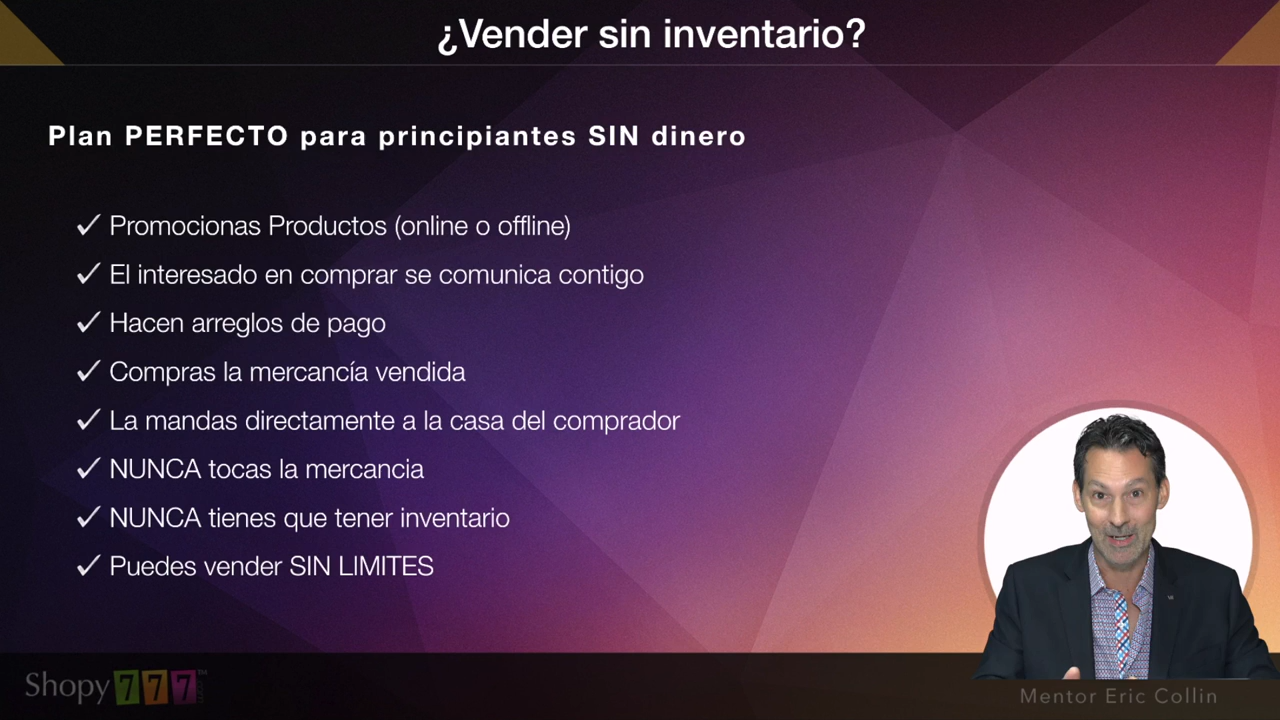 ¿Vender sin inventario?
Plan PERFECTO para principiantes SIN dinero
✓ Promocionas Productos (online o offline)
✓ El interesado en comprar se comunica contigo
✓ Hacen arreglos de pago
✓ Compras la mercancía vendida
✓ La mandas directamente a la casa del comprador
✓ NUNCA tocas la mercancia
✓ NUNCA tienes que tener inventario
✓ Puedes vender SIN LIMITES
Shopy 777™
Mentor Eric Collin